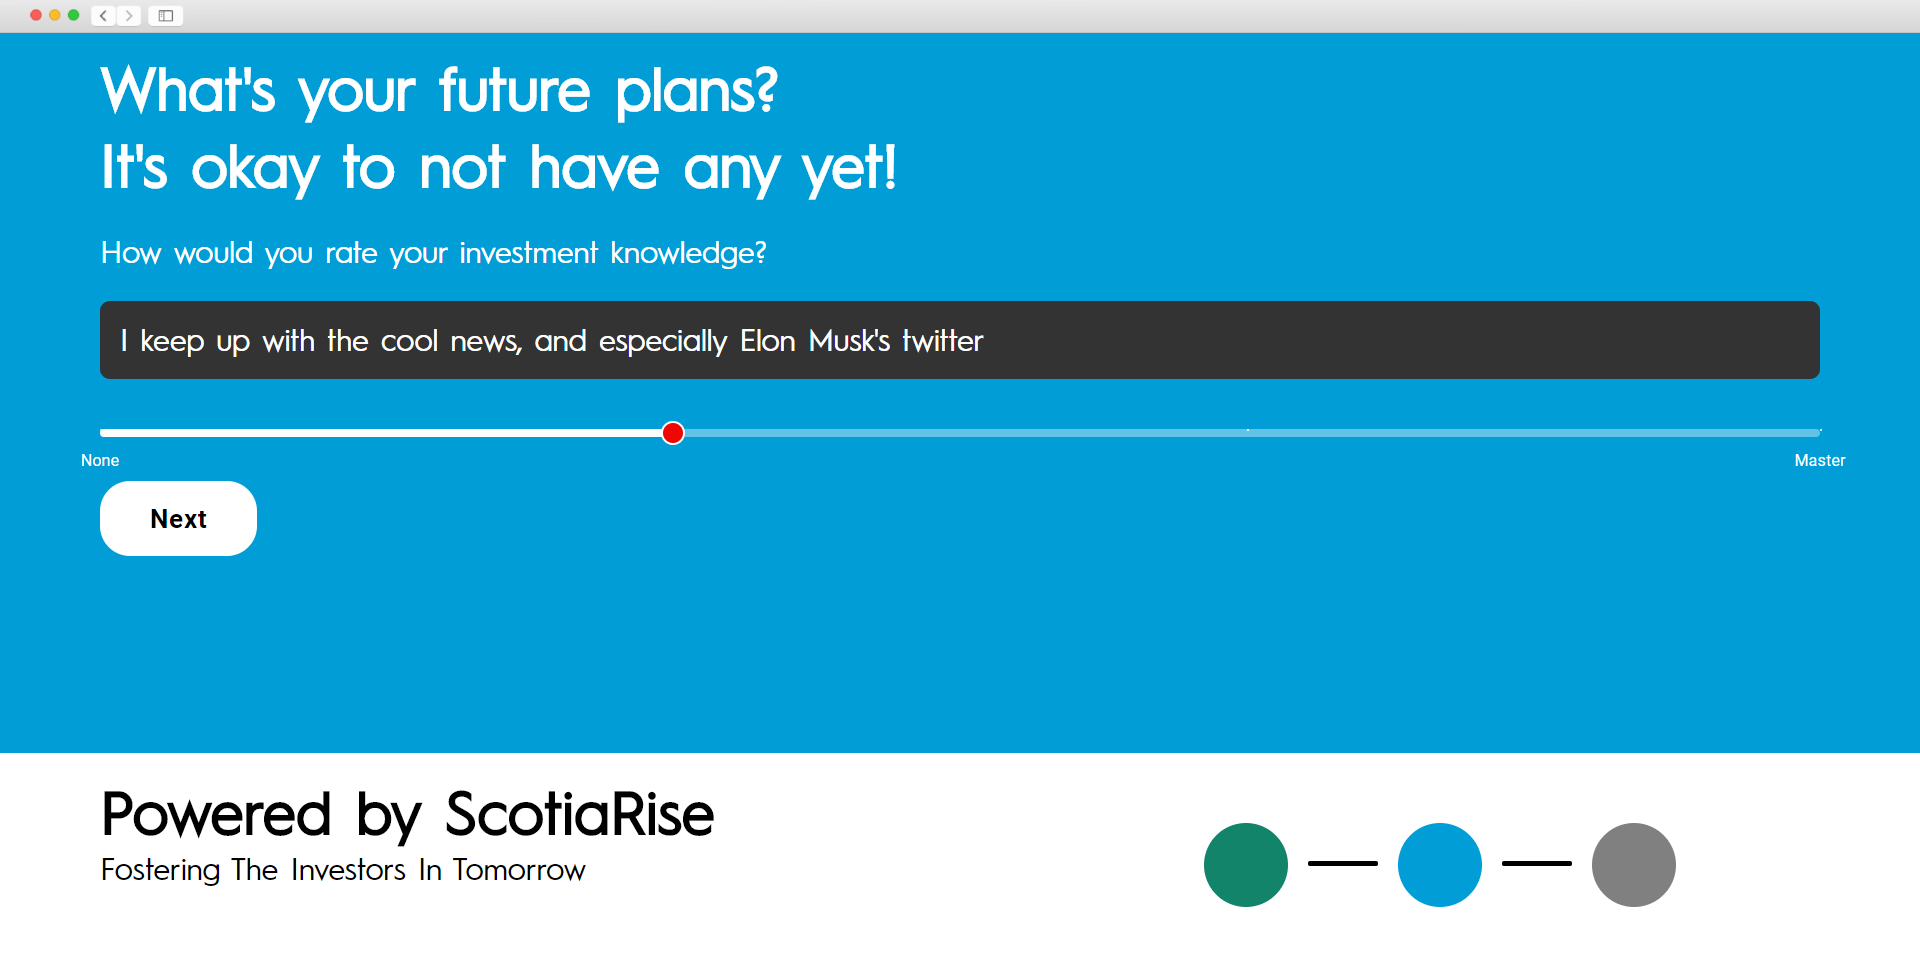 What's your future plans?
It's okay to not have any yet!
How would you rate your investment knowledge?
I keep up with the cool news, and especially Elon Musk's twitter
None
Master
Next
Powered by ScotiaRise
Fostering The Investors In Tomorrow